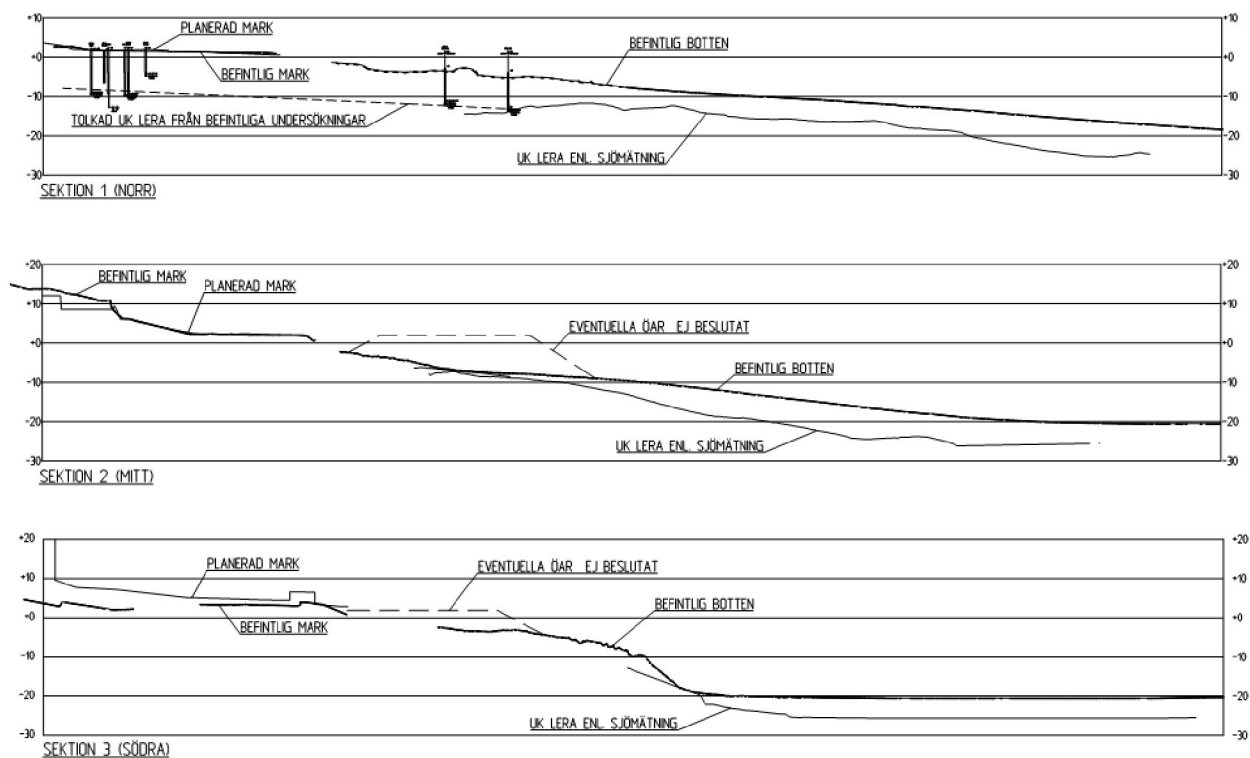 +10 +10
PLANERAD MARK
BEFINTLIG BOTTEN
+0 +0
BEFINTLIG MARK
-10 -10
TOLKAD UK LERA FRÅN BEFINTLIGA UNDERSÖKNINGAR
-20 -20
UK LERA ENL. SJÖMÄTNING
-30 -30
SEKTION 1 (NORR)
+20 +20
BEFINTLIG MARK
PLANERAD MARK
+10 +10
EVENTUELLA ÖAR EJ BESLUTAT
+0 +0
BEFINTLIG BOTTEN
-10 -10
-20 -20
UK LERA ENL. SJÖMÄTNING
-30 -30
SEKTION 2 (MITT)
+20 +20
PLANERAD MARK
EVENTUELLA ÖAR EJ BESLUTAT
+10 +10
BEFINTLIG BOTTEN
+0 +0
BEFINTLIG MARK
-10 -10
-20 -20
UK LERA ENL. SJÖMÄTNING
-30 -30
SEKTION 3 (SÖDRA)